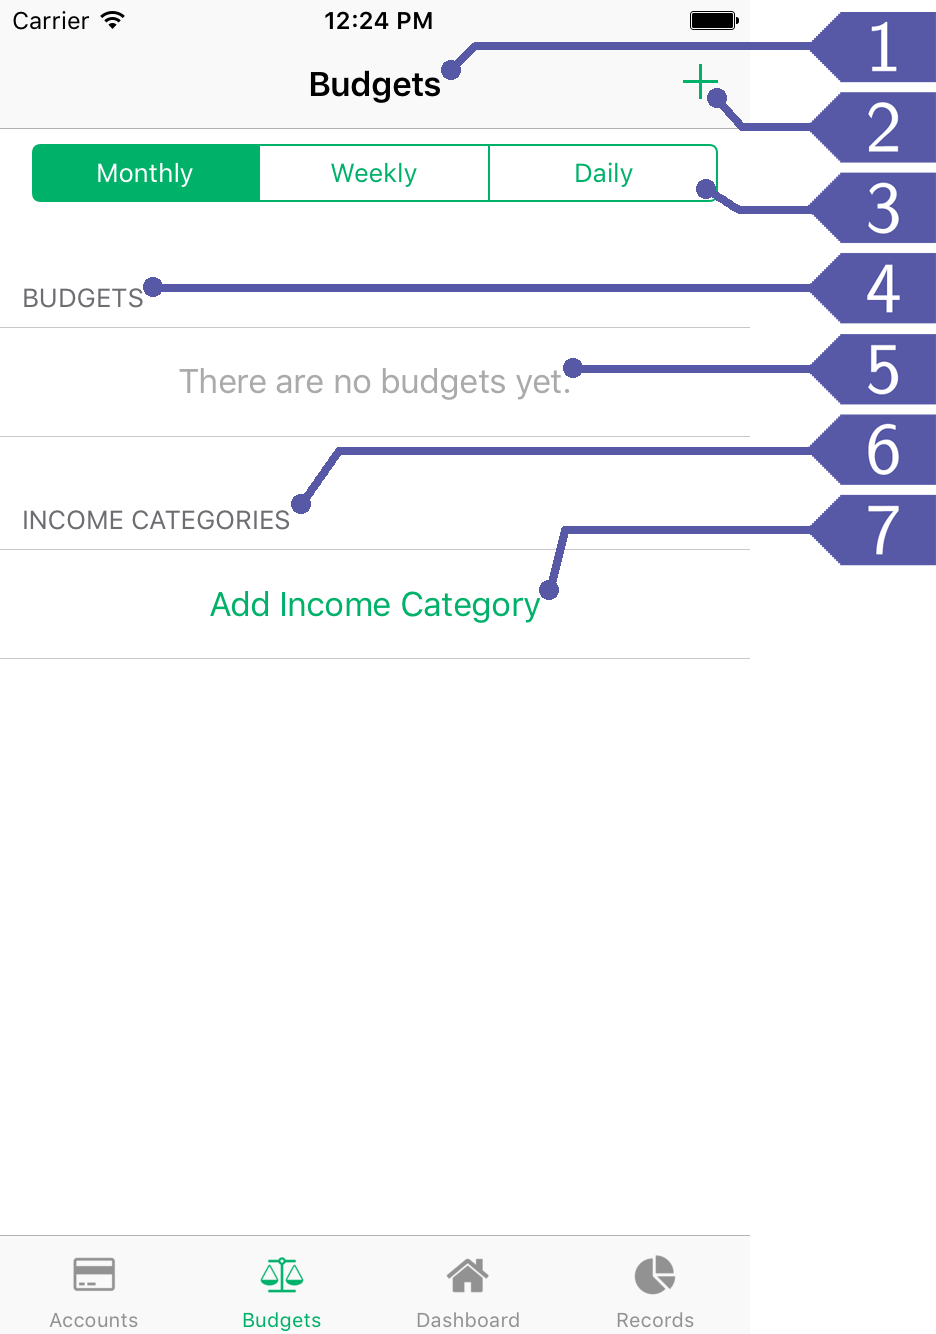 Carrier 12:24 PM
1
Budgets
2
Monthly Weekly Daily
3
BUDGETS
4
There are no budgets yet.
5
6
INCOME CATEGORIES
7
Add Income Category
Accounts Budgets Dashboard Records